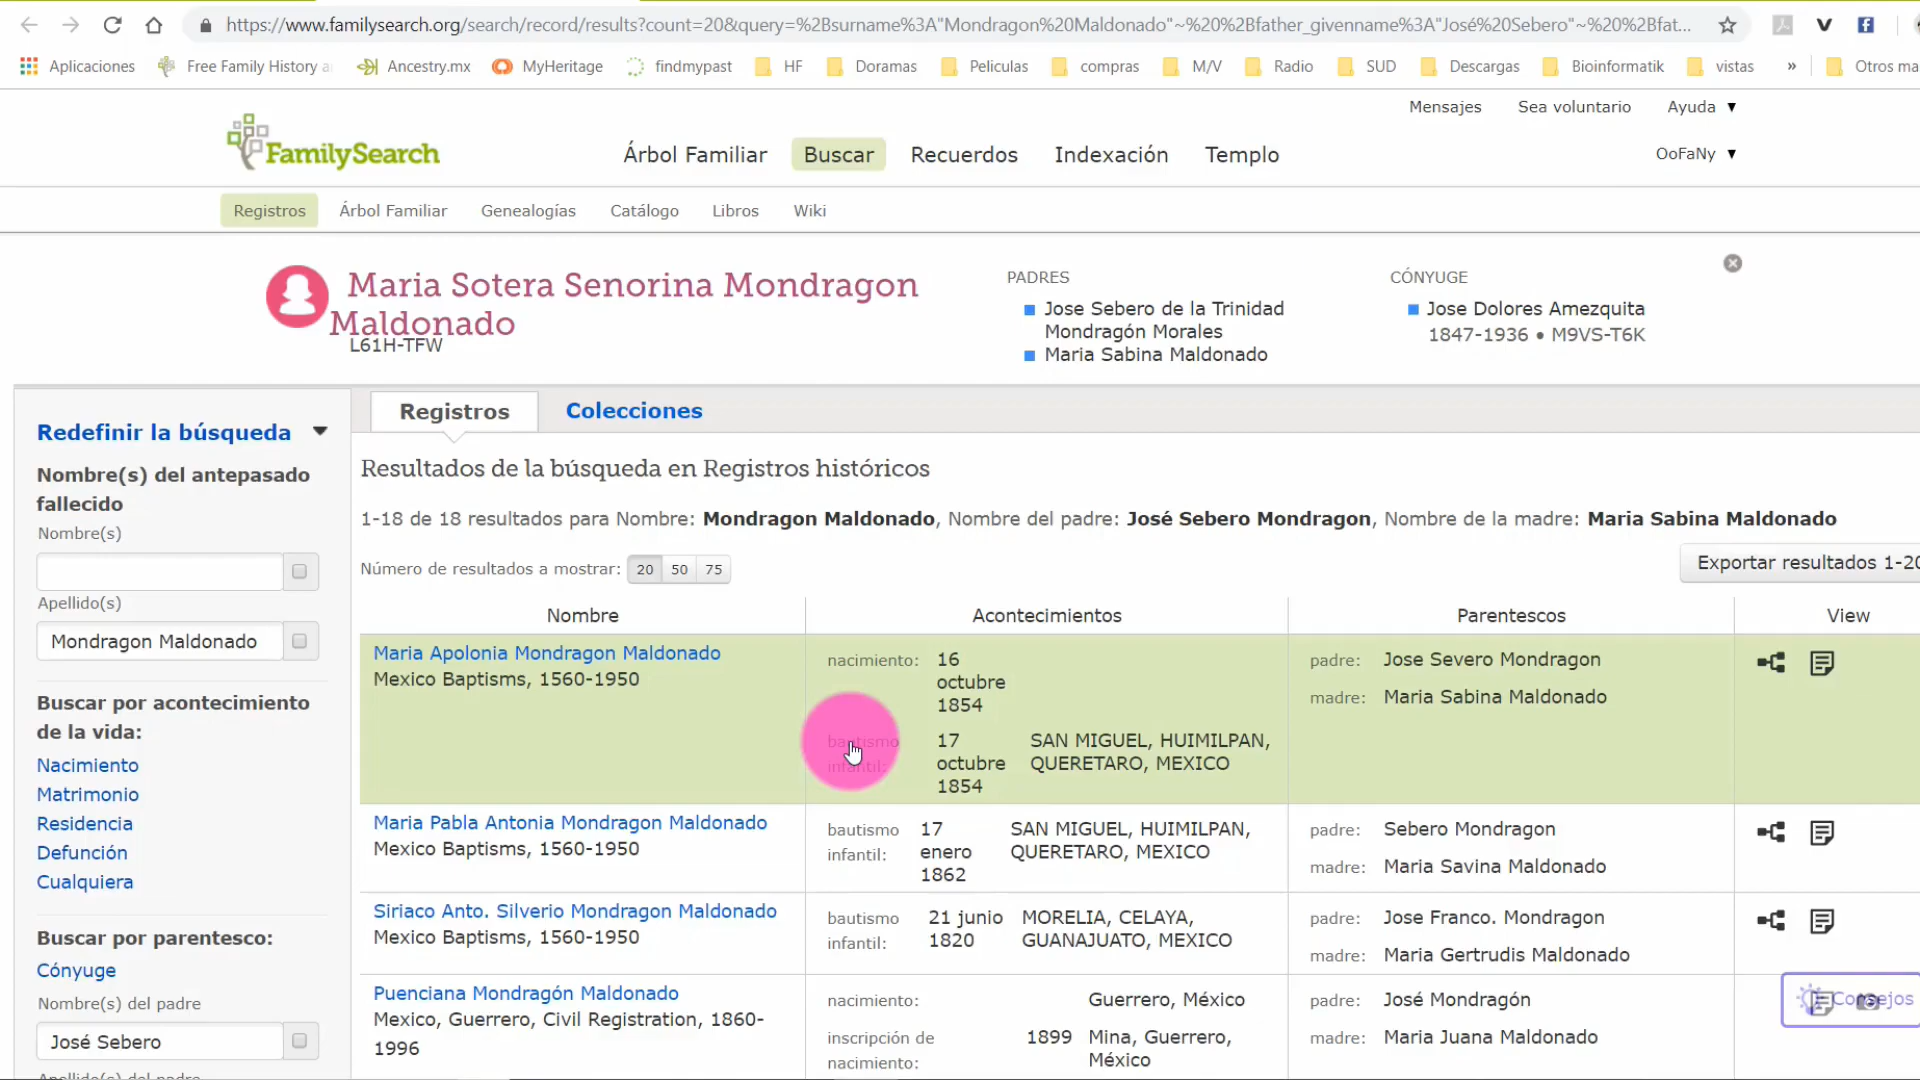 https://www.familysearch.org/search/record/results?count=20&query=%2Bsurname%3A"Mondragon%20Maldonado"~%20%2Bfather_givenname%3A"José%20Sebero"~%20%2Bfat...
Aplicaciones Free Family History Ancestry.mx MyHeritage findmypast HF Doramas Peliculas compras M/V Radio SUD Descargas Bioinformatik vistas » Otros ma
Mensajes Sea voluntario Ayuda ▼
FamilySearch Árbol Familiar Buscar Recuerdos Indexación Templo OoFaNy ▼
Registros Árbol Familiar Genealogías Catálogo Libros Wiki
Maria Sotera Senorina Mondragon
Maldonado
L61H-TFW
PADRES
Jose Sebero de la Trinidad
Mondragón Morales
Maria Sabina Maldonado
CÓNYUGE
Jose Dolores Amezquita
1847-1936 • M9VS-T6K
Redefinir la búsqueda
Nombre(s) del antepasado
fallecido
Nombre(s)
Apellido(s)
Mondragon Maldonado
Buscar por acontecimiento
de la vida:
Nacimiento
Matrimonio
Residencia
Defunción
Cualquiera
Buscar por parentesco:
Cónyuge
Nombre(s) del padre
José Sebero
Apellido(s) del padre
Registros Colecciones
Resultados de la búsqueda en Registros históricos
1-18 de 18 resultados para Nombre: Mondragon Maldonado, Nombre del padre: José Sebero Mondragon, Nombre de la madre: Maria Sabina Maldonado
Número de resultados a mostrar: 20 50 75
Exportar resultados 1-20
Nombre Acontecimientos Parentescos View
Maria Apolonia Mondragon Maldonado
Mexico Baptisms, 1560-1950
nacimiento: 16
octubre
1854
bautismo 17 SAN MIGUEL, HUIMILPAN,
infantil: octubre QUERETARO, MEXICO
1854
padre: Jose Severo Mondragon
madre: Maria Sabina Maldonado
Maria Pabla Antonia Mondragon Maldonado
Mexico Baptisms, 1560-1950
bautismo 17 SAN MIGUEL, HUIMILPAN,
infantil: enero QUERETARO, MEXICO
1862
padre: Sebero Mondragon
madre: Maria Savina Maldonado
Siriaco Anto. Silverio Mondragon Maldonado
Mexico Baptisms, 1560-1950
bautismo 21 junio MORELIA, CELAYA,
infantil: 1820 GUANAJUATO, MEXICO
padre: Jose Franco. Mondragon
madre: Maria Gertrudis Maldonado
Puenciana Mondragón Maldonado
Mexico, Guerrero, Civil Registration, 1860-
1996
nacimiento: Guerrero, México
inscripción de 1899 Mina, Guerrero,
nacimiento: México
padre: José Mondragón
madre: Maria Juana Maldonado
Consejos